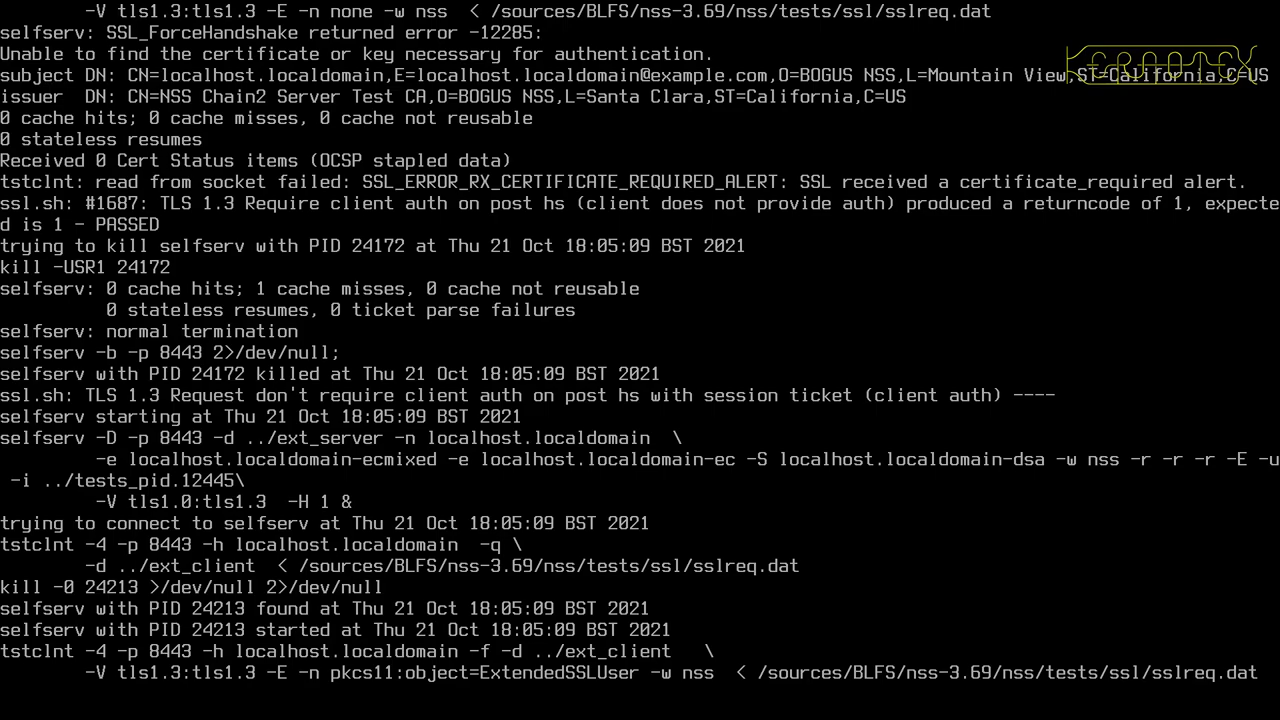 -V tls1.3:tls1.3 -E -n none -w nss  < /sources/BLFS/nss-3.69/nss/tests/ssl/sslreq.dat
selfserv: SSL_ForceHandshake returned error -12285:
Unable to find the certificate or key necessary for authentication.
subject DN: CN=localhost.localdomain,E=localhost.localdomain@example.com,O=BOGUS NSS,L=Mountain View,ST=California,C=US
issuer  DN: CN=NSS Chain2 Server Test CA,O=BOGUS NSS,L=Santa Clara,ST=California,C=US
0 cache hits; 0 cache misses, 0 cache not reusable
0 stateless resumes
Received 0 Cert Status items (OCSP stapled data)
tstclnt: read from socket failed: SSL_ERROR_RX_CERTIFICATE_REQUIRED_ALERT: SSL received a certificate_required alert.
ssl.sh: #1687: TLS 1.3 Require client auth on post hs (client does not provide auth) produced a returncode of 1, expecte
d is 1 - PASSED
trying to kill selfserv with PID 24172 at Thu 21 Oct 18:05:09 BST 2021
kill -USR1 24172
selfserv: 0 cache hits; 1 cache misses, 0 cache not reusable
          0 stateless resumes, 0 ticket parse failures
selfserv: normal termination
selfserv -b -p 8443 2>/dev/null;
selfserv with PID 24172 killed at Thu 21 Oct 18:05:09 BST 2021
ssl.sh: TLS 1.3 Request don't require client auth on post hs with session ticket (client auth) ----
selfserv starting at Thu 21 Oct 18:05:09 BST 2021
selfserv -D -p 8443 -d ../ext_server -n localhost.localdomain  \
         -e localhost.localdomain-ecmixed -e localhost.localdomain-ec -S localhost.localdomain-dsa -w nss -r -r -r -E -u
 -i ../tests_pid.12445\
         -V tls1.0:tls1.3  -H 1 &
trying to connect to selfserv at Thu 21 Oct 18:05:09 BST 2021
tstclnt -4 -p 8443 -h localhost.localdomain  -q \
        -d ../ext_client  < /sources/BLFS/nss-3.69/nss/tests/ssl/sslreq.dat
kill -0 24213 >/dev/null 2>/dev/null
selfserv with PID 24213 found at Thu 21 Oct 18:05:09 BST 2021
selfserv with PID 24213 started at Thu 21 Oct 18:05:09 BST 2021
tstclnt -4 -p 8443 -h localhost.localdomain -f -d ../ext_client   \
        -V tls1.3:tls1.3 -E -n pkcs11:object=ExtendedSSLUser -w nss  < /sources/BLFS/nss-3.69/nss/tests/ssl/sslreq.dat